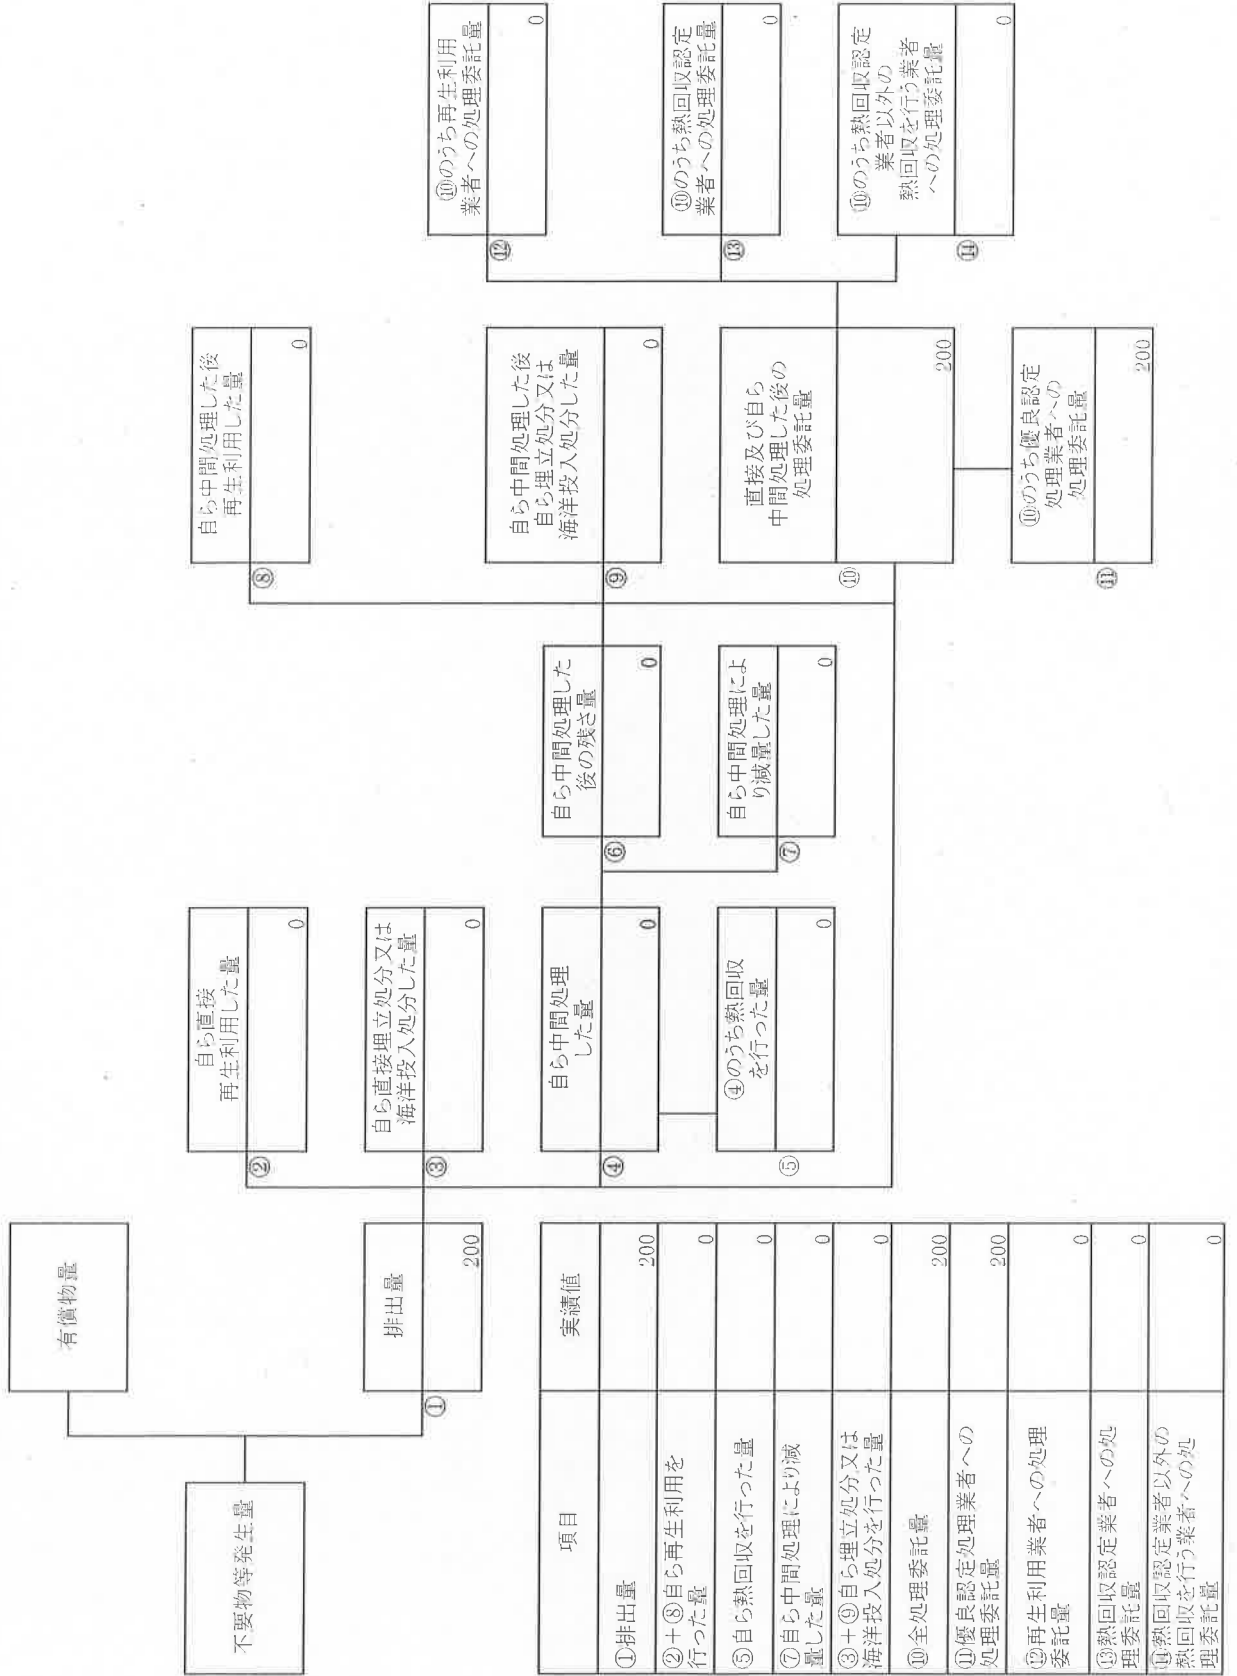 不要物等発生量
有償物量
排出量
①
200
自ら直接
再生利用した量
②
0
自ら直接埋立処分又は
海洋投入処分した量
③
0
自ら中間処理
した量
④
0
④のうち熱回収
を行った量
⑤
0
自ら中間処理した
後の残さ量
⑥
0
自ら中間処理によ
り減量した量
⑦
0
自ら中間処理した後
再生利用した量
⑧
0
自ら中間処理した後
自ら埋立処分又は
海洋投入処分した量
⑨
0
直接及び自ら
中間処理した後の
処理委託量
⑩
200
⑩のうち優良認定
処理業者への
処理委託量
⑪
200
⑩のうち再生利用
業者への処理委託量
⑫
0
⑩のうち熱回収認定
業者への処理委託量
⑬
0
⑩のうち熱回収認定
業者以外の
熱回収を行う業者
への処理委託量
⑭
0
項目 実績値
①排出量 200
②+⑧自ら再生利用を
行った量 0
⑤自ら熱回収を行った量 0
⑦自ら中間処理により減
量した量 0
③+⑨自ら埋立処分又は
海洋投入処分を行った量 0
⑩全処理委託量 200
⑪優良認定処理業者への
処理委託量 200
⑫再生利用業者への処理
委託量 0
⑬熱回収認定業者への処
理委託量 0
⑭熱回収認定業者以外の
熱回収を行う業者への処
理委託量 0